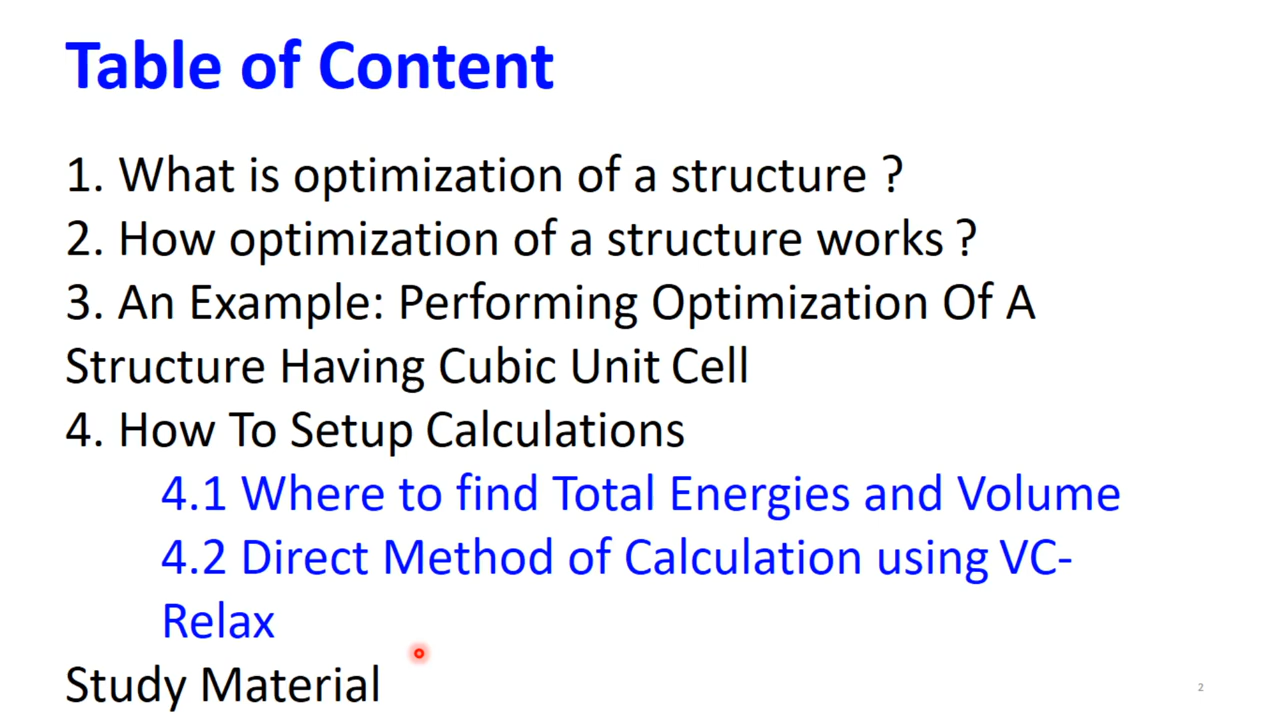 Table of Content
1. What is optimization of a structure ?
2. How optimization of a structure works ?
3. An Example: Performing Optimization Of A
Structure Having Cubic Unit Cell
4. How To Setup Calculations
4.1 Where to find Total Energies and Volume
4.2 Direct Method of Calculation using VC-
Relax
Study Material
2